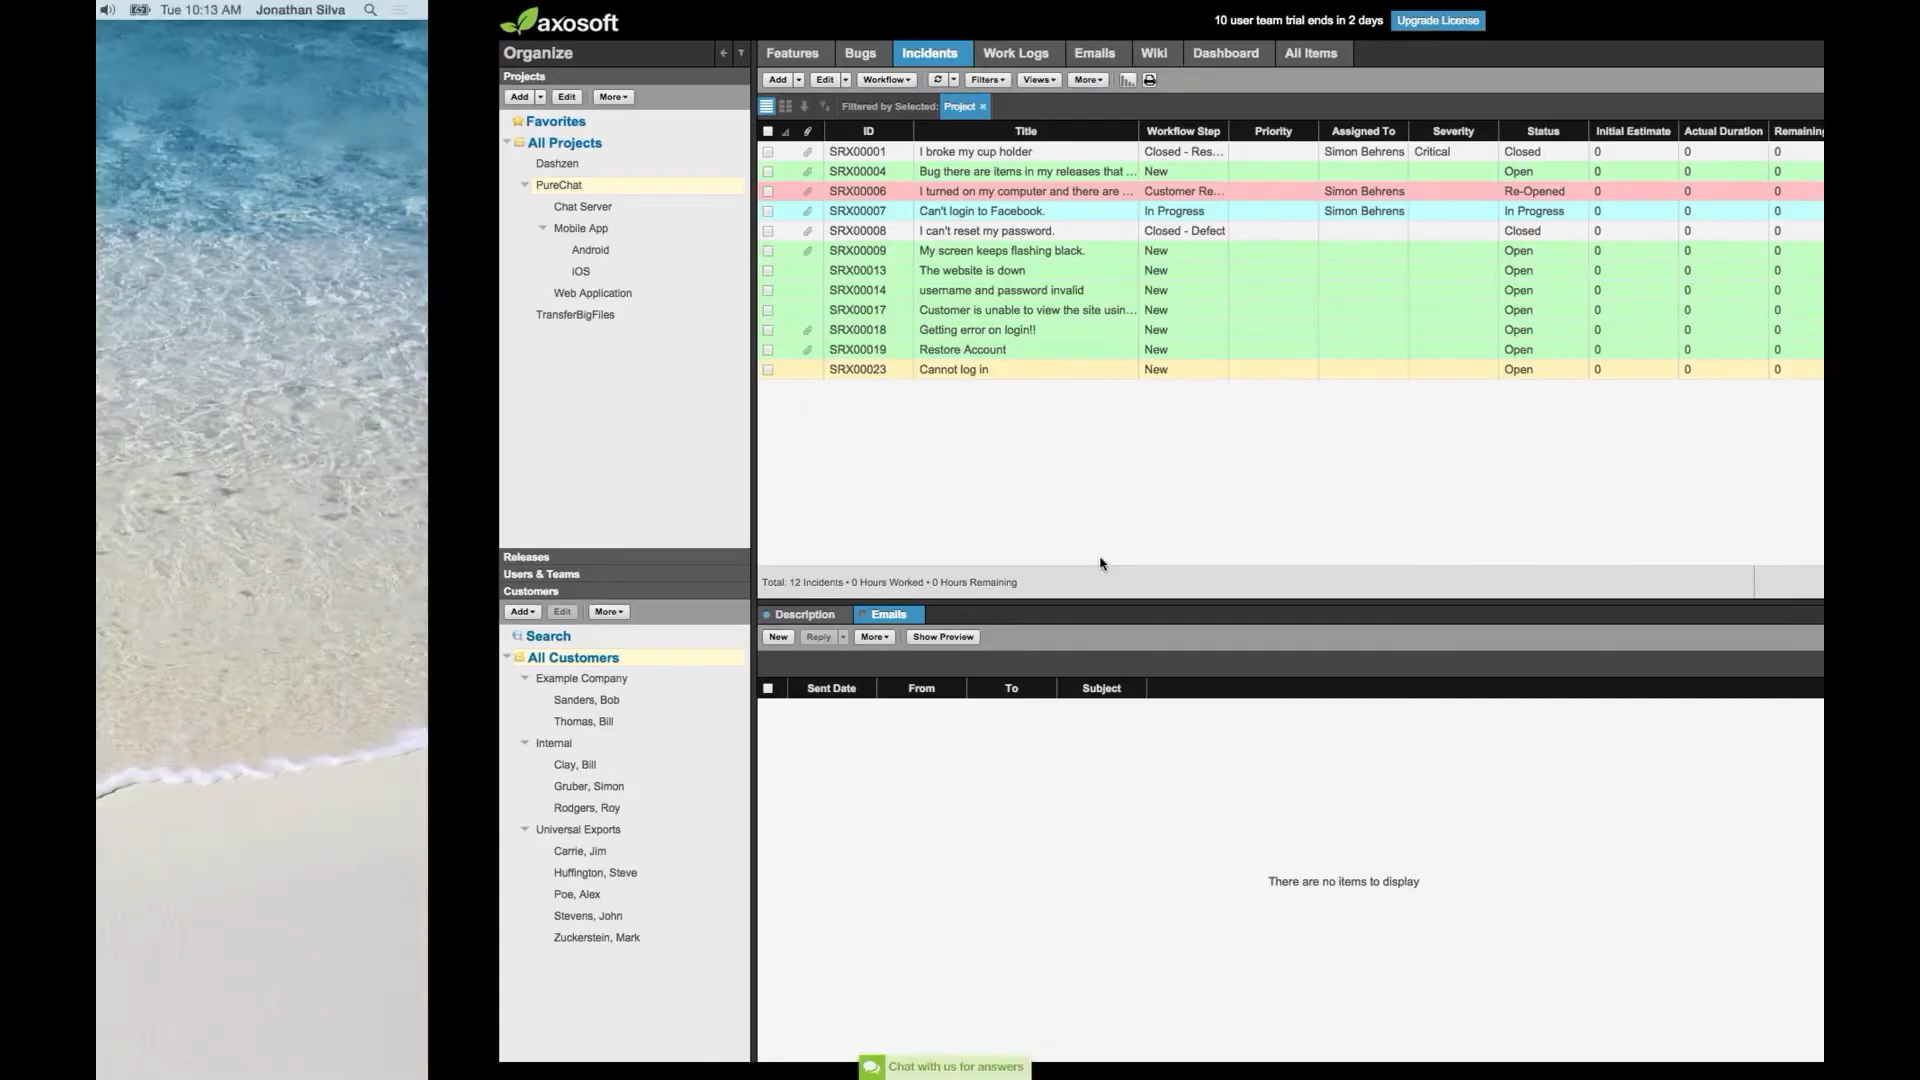 Tue 10:13 AM Jonathan Silva
axosoft
10 user team trial ends in 2 days Upgrade License
Organize
Features Bugs Incidents Work Logs Emails Wiki Dashboard All Items
Projects
Add Edit More
Add Edit Workflow Filters Views More
Filtered by Selected: Project x
Favorites
All Projects
Dashzen
PureChat
Chat Server
Mobile App
Android
iOS
Web Application
TransferBigFiles
ID Title Workflow Step Priority Assigned To Severity Status Initial Estimate Actual Duration Remaining
SRX00001 I broke my cup holder Closed - Res... Simon Behrens Critical Closed 0 0 0
SRX00004 Bug there are items in my releases that ... New Open 0 0 0
SRX00006 I turned on my computer and there are ... Customer Re... Simon Behrens Re-Opened 0 0 0
SRX00007 Can't login to Facebook. In Progress Simon Behrens In Progress 0 0 0
SRX00008 I can't reset my password. Closed - Defect Closed 0 0 0
SRX00009 My screen keeps flashing black. New Open 0 0 0
SRX00013 The website is down New Open 0 0 0
SRX00014 username and password invalid New Open 0 0 0
SRX00017 Customer is unable to view the site usin... New Open 0 0 0
SRX00018 Getting error on login!! New Open 0 0 0
SRX00019 Restore Account New Open 0 0 0
SRX00023 Cannot log in New Open 0 0 0
Total: 12 Incidents • 0 Hours Worked • 0 Hours Remaining
Releases
Users & Teams
Customers
Add Edit More
Search
All Customers
Example Company
Sanders, Bob
Thomas, Bill
Internal
Clay, Bill
Gruber, Simon
Rodgers, Roy
Universal Exports
Carrie, Jim
Huffington, Steve
Poe, Alex
Stevens, John
Zuckerstein, Mark
Description Emails
New Reply More Show Preview
Sent Date From To Subject
There are no items to display
Chat with us for answers